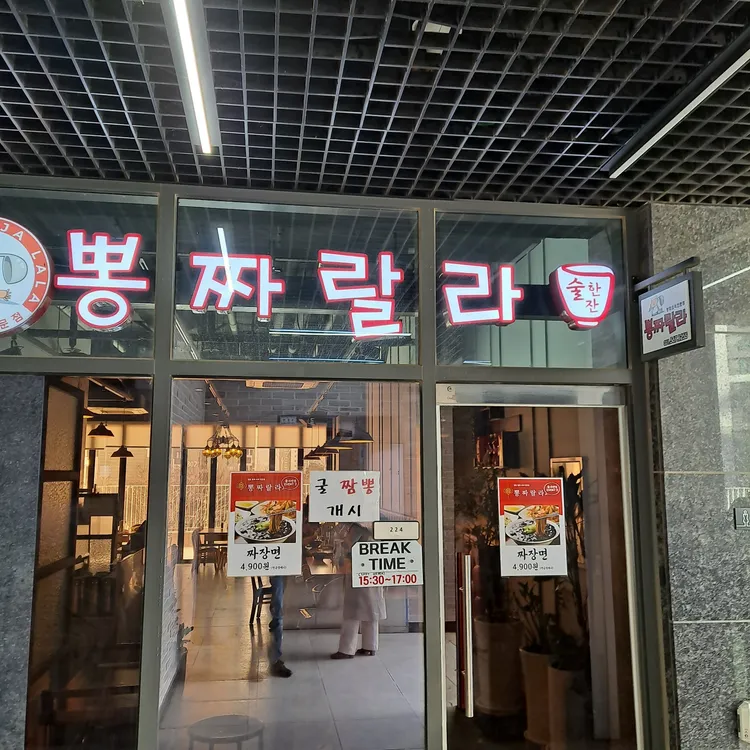 JA LALA
뽕짜랄라
술한잔
뽕짜랄라
뽕짜랄라
짜장면
4,900원
굴 짬뽕
개시
224
BREAK
TIME
15:30~17:00
뽕짜랄라
짜장면
4,900원